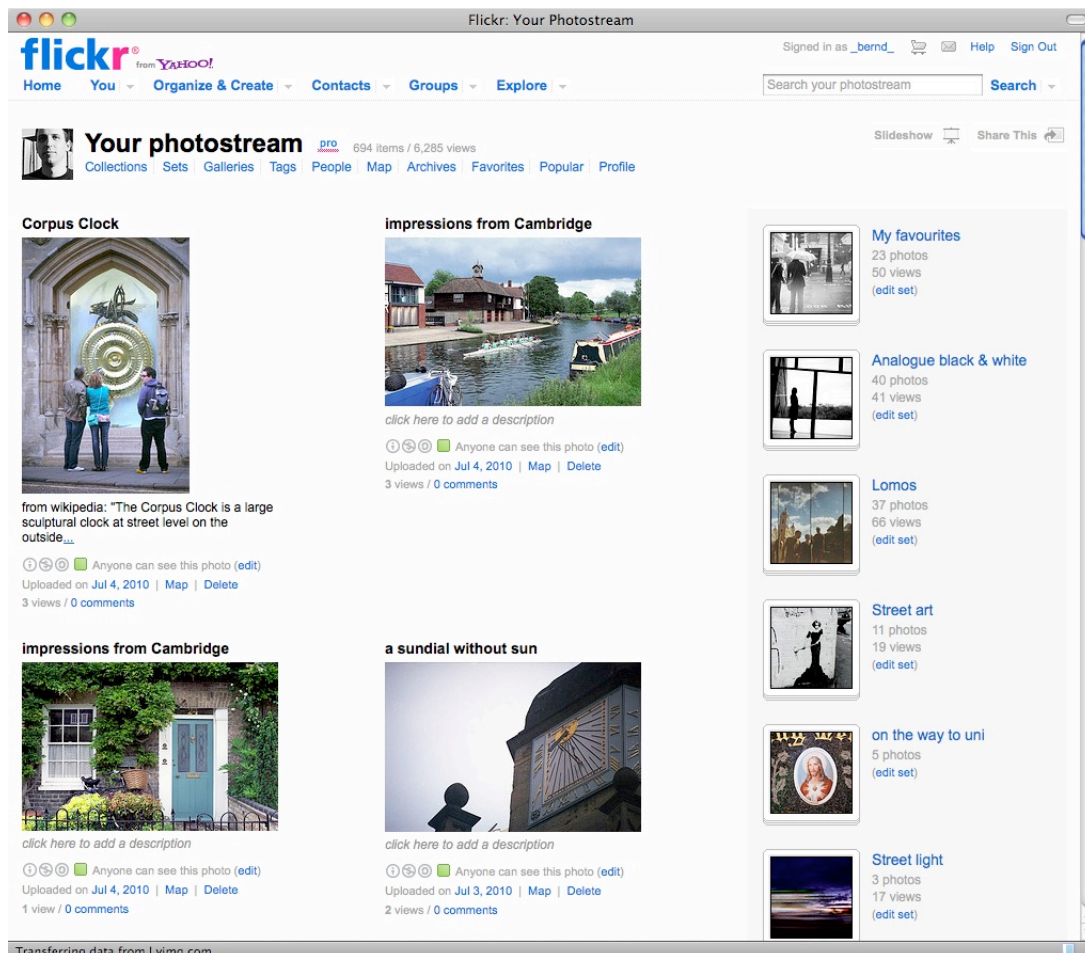 Flickr: Your Photostream
flickr® from YAHOO!
Signed in as _bernd_ Help Sign Out
Home You Organize & Create Contacts Groups Explore
Search your photostream Search
Your photostream pro 694 items / 6,285 views
Slideshow Share This
Collections Sets Galleries Tags People Map Archives Favorites Popular Profile
Corpus Clock
from wikipedia: "The Corpus Clock is a large
sculptural clock at street level on the
outside...
Anyone can see this photo (edit)
Uploaded on Jul 4, 2010 | Map | Delete
3 views / 0 comments
impressions from Cambridge
click here to add a description
Anyone can see this photo (edit)
Uploaded on Jul 4, 2010 | Map | Delete
3 views / 0 comments
impressions from Cambridge
click here to add a description
Anyone can see this photo (edit)
Uploaded on Jul 4, 2010 | Map | Delete
1 view / 0 comments
a sundial without sun
click here to add a description
Anyone can see this photo (edit)
Uploaded on Jul 3, 2010 | Map | Delete
2 views / 0 comments
My favourites
23 photos
50 views
(edit set)
Analogue black & white
40 photos
41 views
(edit set)
Lomos
37 photos
66 views
(edit set)
Street art
11 photos
19 views
(edit set)
on the way to uni
5 photos
(edit set)
Street light
3 photos
17 views
(edit set)
Transferring data from l.yimg.com...